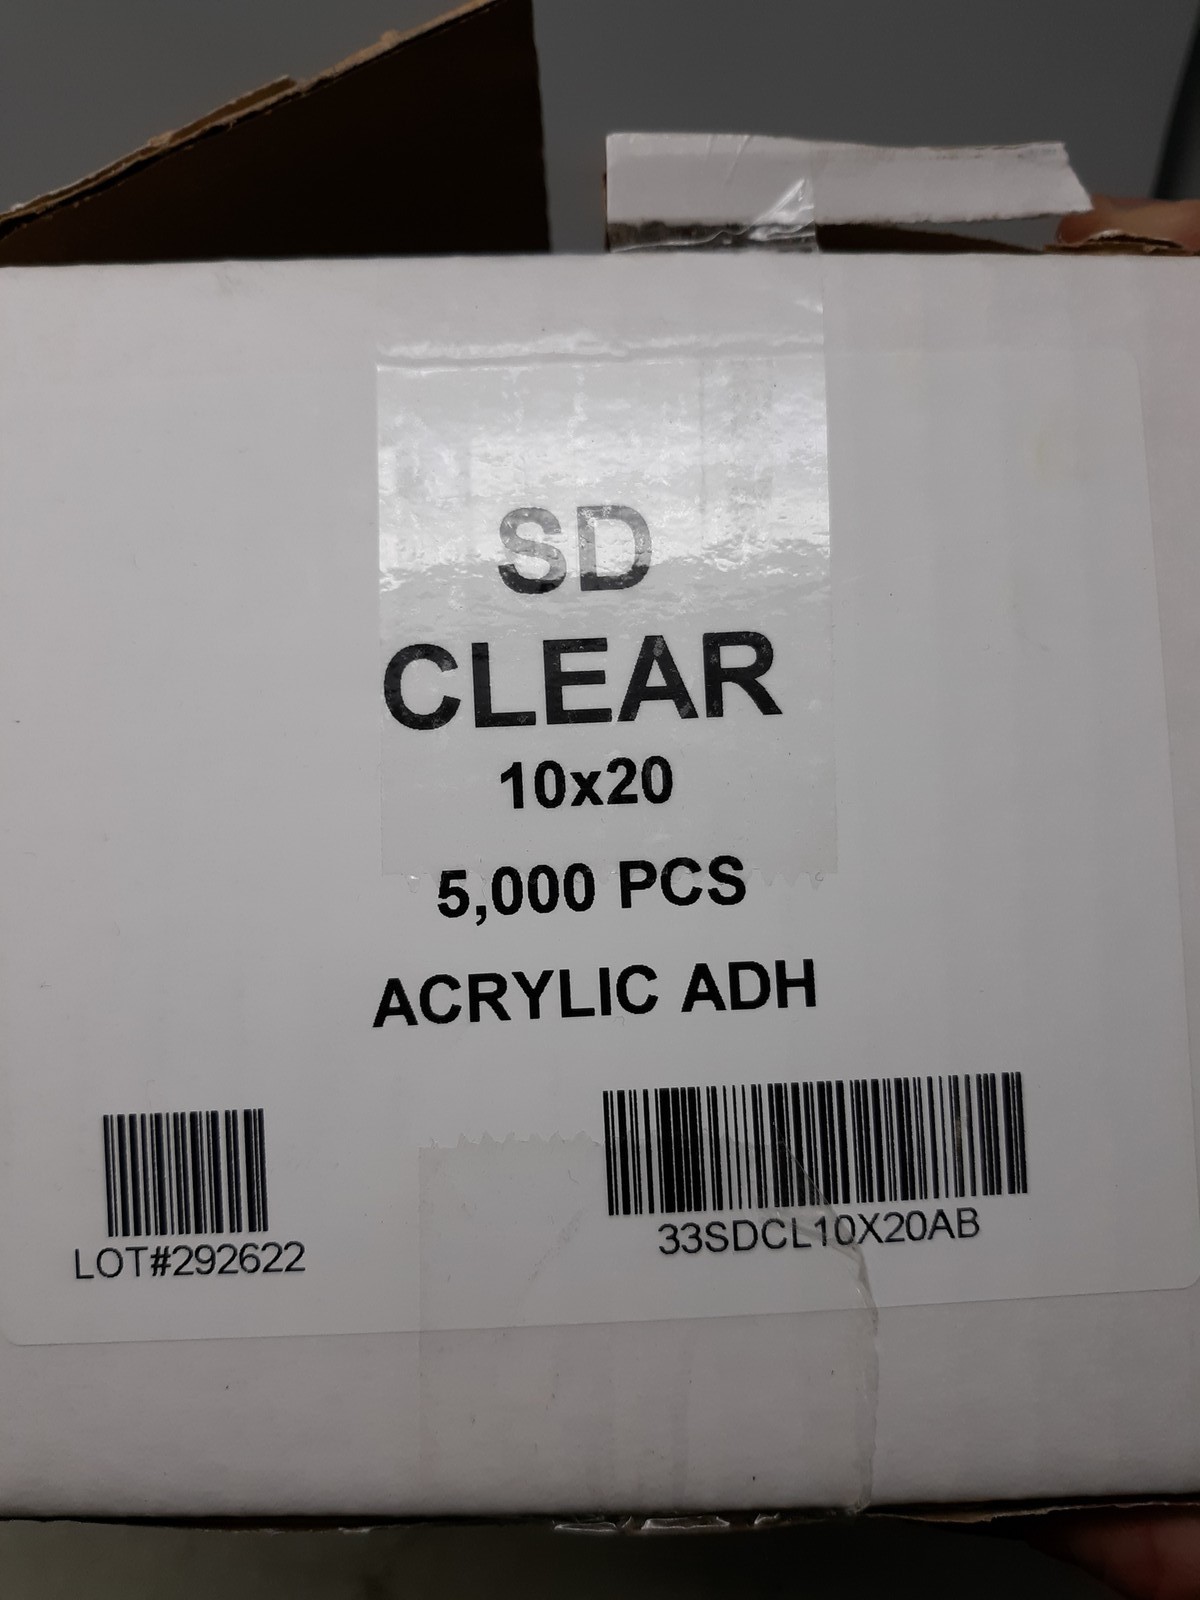 SD
CLEAR
10x20
5,000 PCS
ACRYLIC ADH
LOT#292622
33SDCL10X20AB